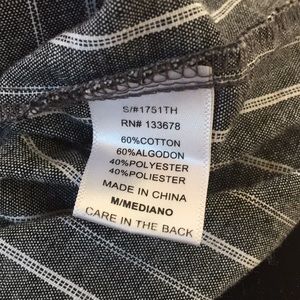 S/#1751TH
RN# 133678
60%COTTON
60%ALGODON
40%POLYESTER
40%POLIESTER
MADE IN CHINA
M/MEDIANO
CARE IN THE BACK